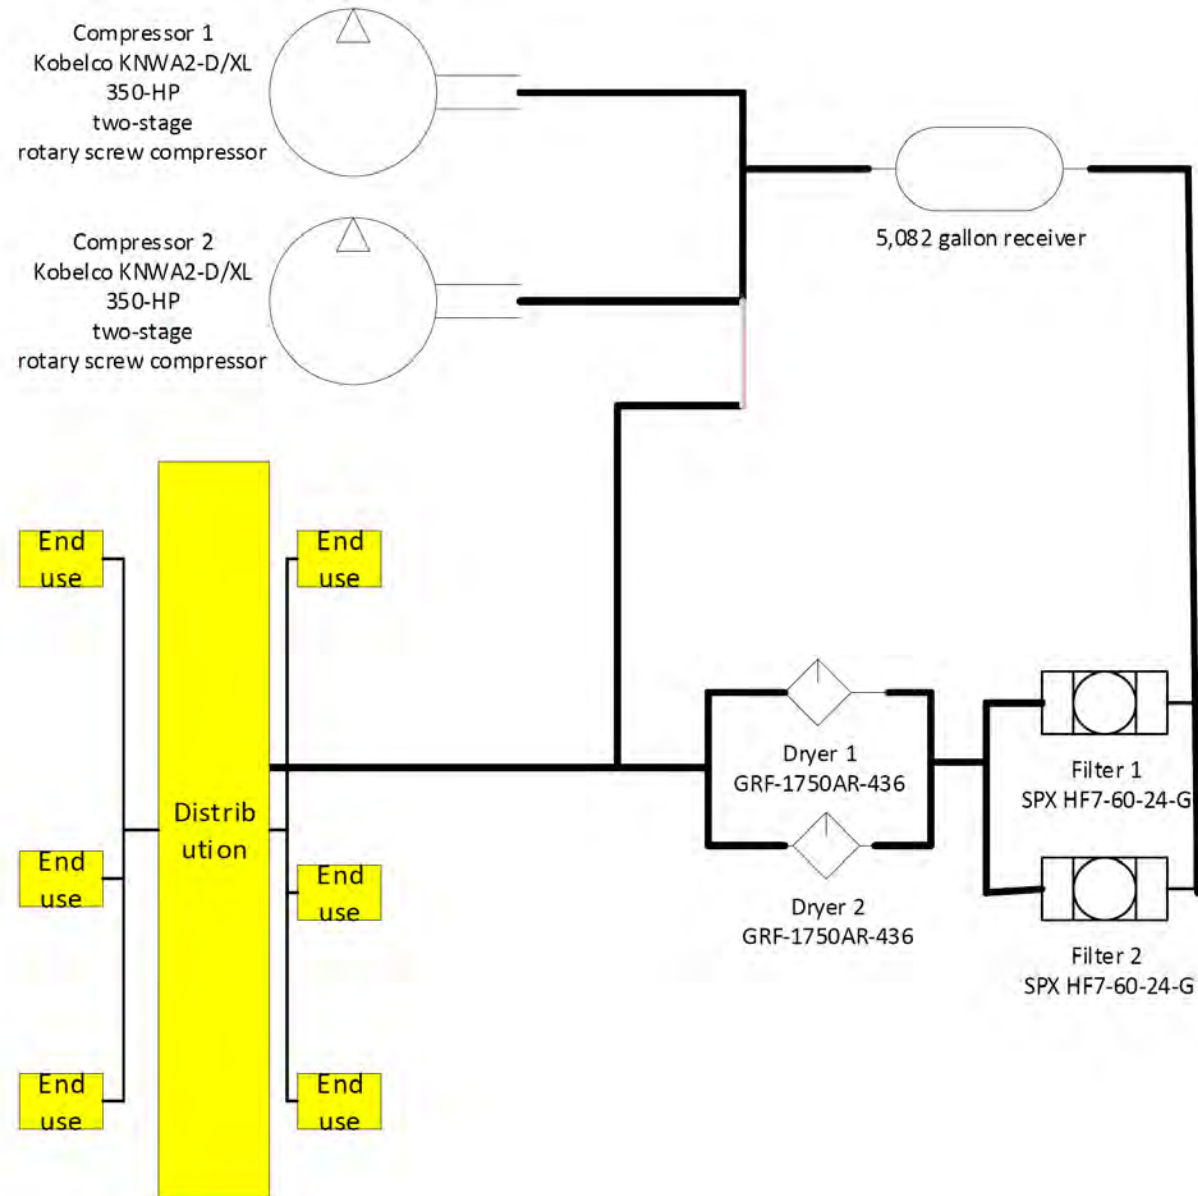 Compressor 1
Kobelco KNWA2-D/XL
350-HP
two-stage
rotary screw compressor
5,082 gallon receiver
Compressor 2
Kobelco KNWA2-D/XL
350-HP
two-stage
rotary screw compressor
End
use
End
use
Distrib
ution
End
use
End
use
End
use
End
use
Dryer 1
GRF-1750AR-436
Dryer 2
GRF-1750AR-436
Filter 1
SPX HF7-60-24-G
Filter 2
SPX HF7-60-24-G